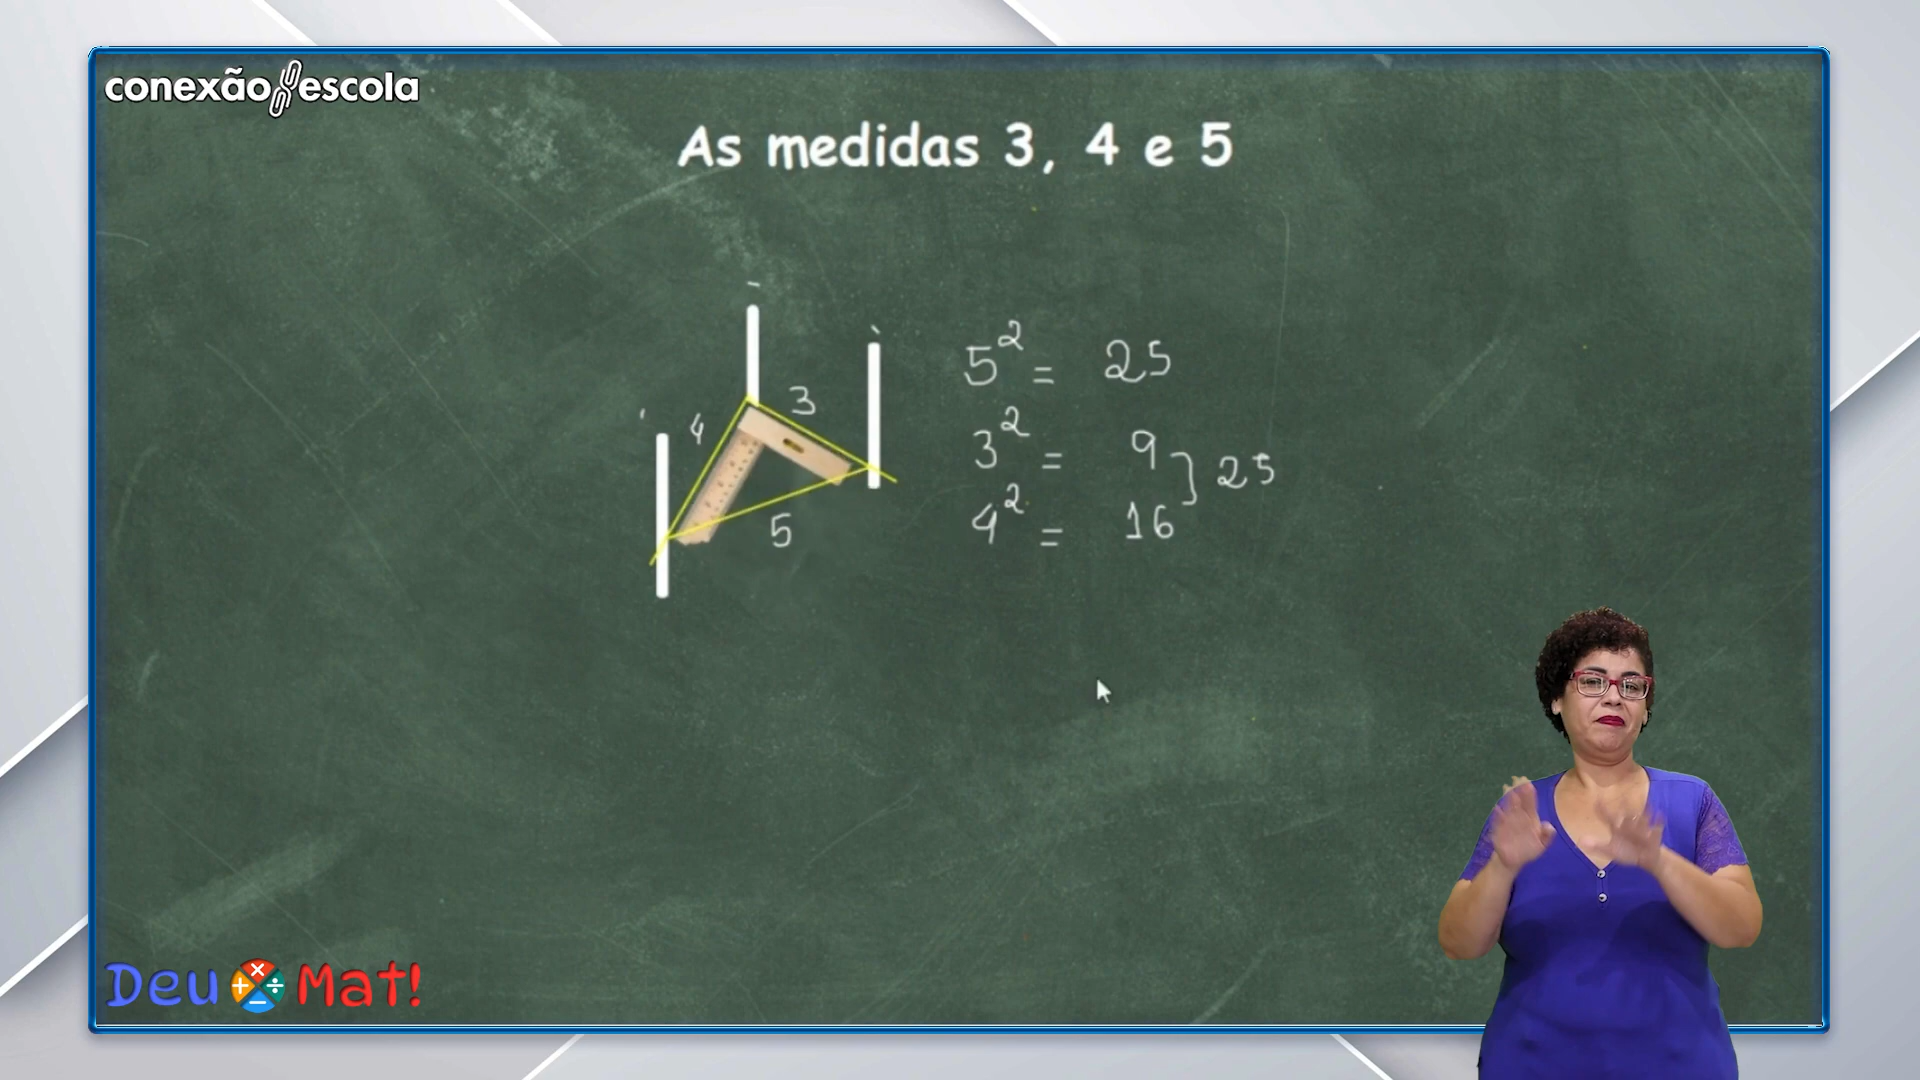 conexão escola
As medidas 3, 4 e 5
4
3
5
5² = 25
3² = 9
4² = 16
} 25
Deu Mat!